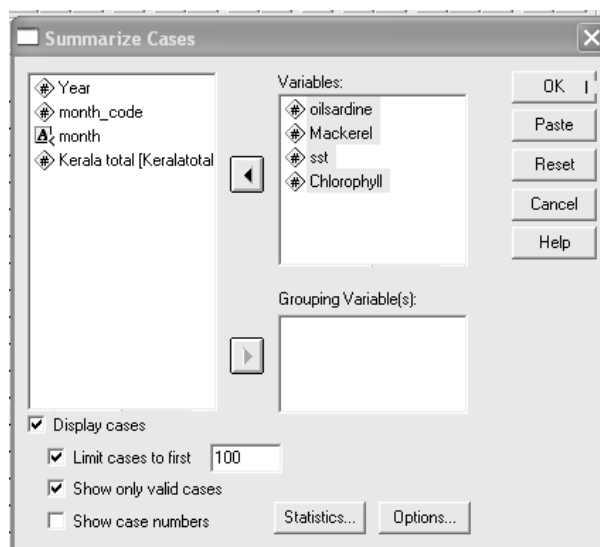 Summarize Cases
Year
month_code
month
Kerala total [Keralatotal
Variables:
oilsardine
Mackerel
sst
Chlorophyll
Grouping Variable(s):
OK
Paste
Reset
Cancel
Help
Display cases
Limit cases to first 100
Show only valid cases
Show case numbers
Statistics...
Options...